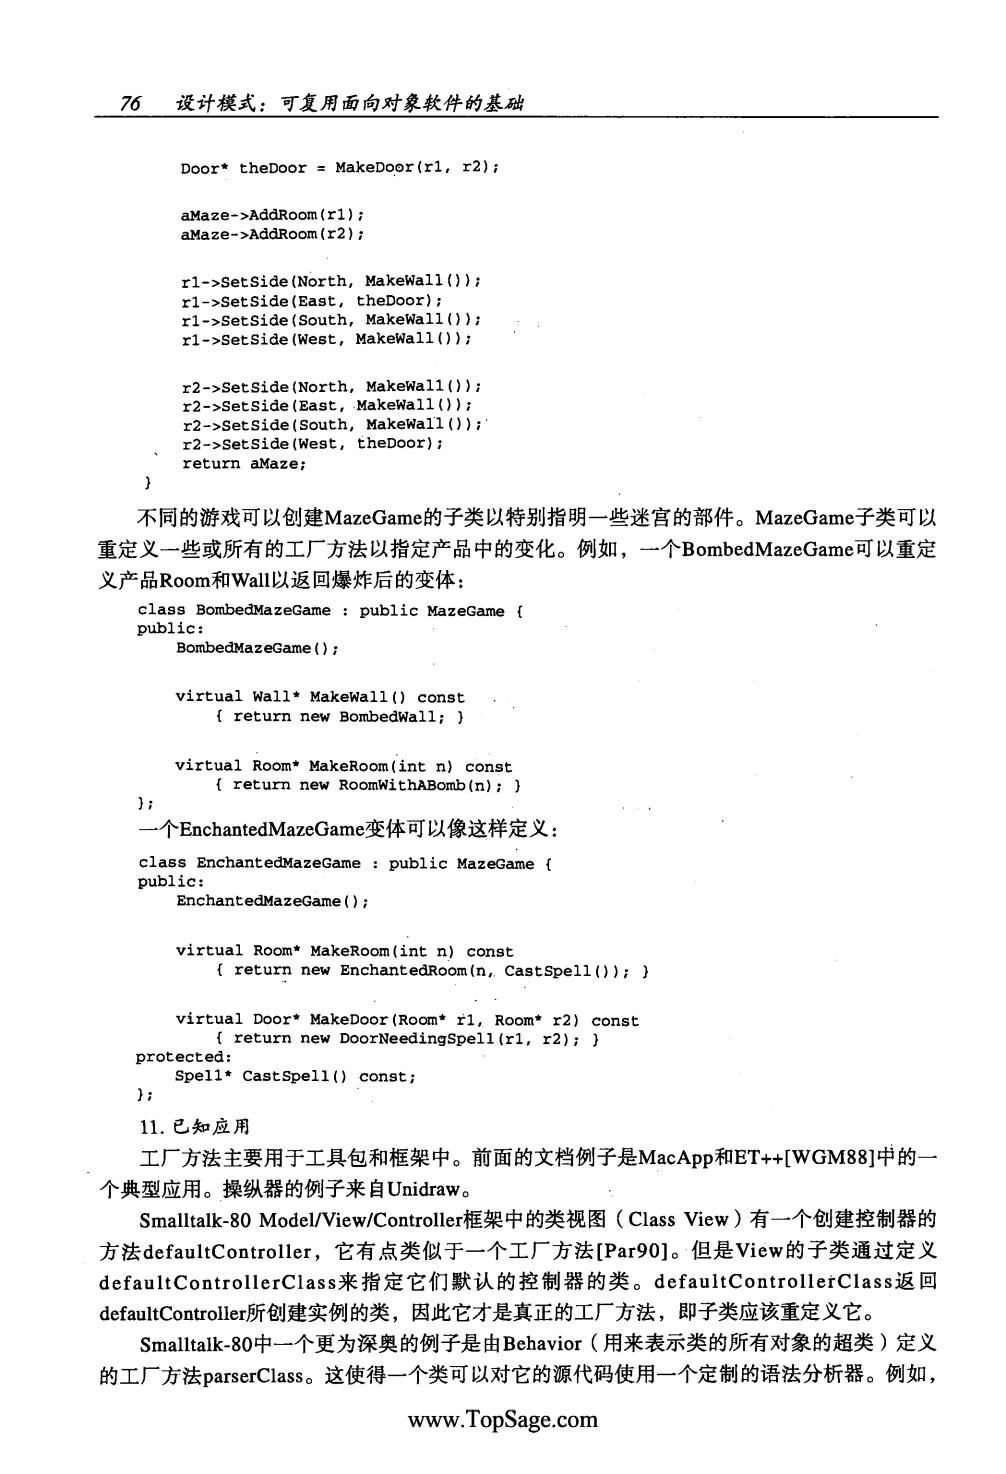 76 设计模式：可复用面向对象软件的基础
Door* theDoor = MakeDoor(r1, r2);
aMaze->AddRoom(r1);
aMaze->AddRoom(r2);
r1->SetSide(North, MakeWall());
r1->SetSide(East, theDoor);
r1->SetSide(South, MakeWall());
r1->SetSide(West, MakeWall());
r2->SetSide(North, MakeWall());
r2->SetSide(East, MakeWall());
r2->SetSide(South, MakeWall());
r2->SetSide(West, theDoor);
return aMaze;
}
不同的游戏可以创建MazeGame的子类以特别指明一些迷宫的部件。MazeGame子类可以
重定义一些或所有的工厂方法以指定产品中的变化。例如，一个BombedMazeGame可以重定
义产品Room和Wall以返回爆炸后的变体：
class BombedMazeGame : public MazeGame {
public:
BombedMazeGame();
virtual Wall* MakeWall() const
{ return new BombedWall; }
virtual Room* MakeRoom(int n) const
{ return new RoomWithABomb(n); }
};
一个EnchantedMazeGame变体可以像这样定义：
class EnchantedMazeGame : public MazeGame {
public:
EnchantedMazeGame();
virtual Room* MakeRoom(int n) const
{ return new EnchantedRoom(n, CastSpell()); }
virtual Door* MakeDoor(Room* r1, Room* r2) const
{ return new DoorNeedingSpell(r1, r2); }
protected:
Spell* CastSpell() const;
};
11. 已知应用
工厂方法主要用于工具包和框架中。前面的文档例子是MacApp和ET++[WGM88]中的一
个典型应用。操纵器的例子来自Unidraw。
Smalltalk-80 Model/View/Controller框架中的类视图（Class View）有一个创建控制器的
方法defaultController，它有点类似于一个工厂方法[Par90]。但是View的子类通过定义
defaultControllerClass来指定它们默认的控制器的类。defaultControllerClass返回
defaultController所创建实例的类，因此它才是真正的工厂方法，即子类应该重定义它。
Smalltalk-80中一个更为深奥的例子是由Behavior（用来表示类的所有对象的超类）定义
的工厂方法parserClass。这使得一个类可以对它的源代码使用一个定制的语法分析器。例如，
www.TopSage.com